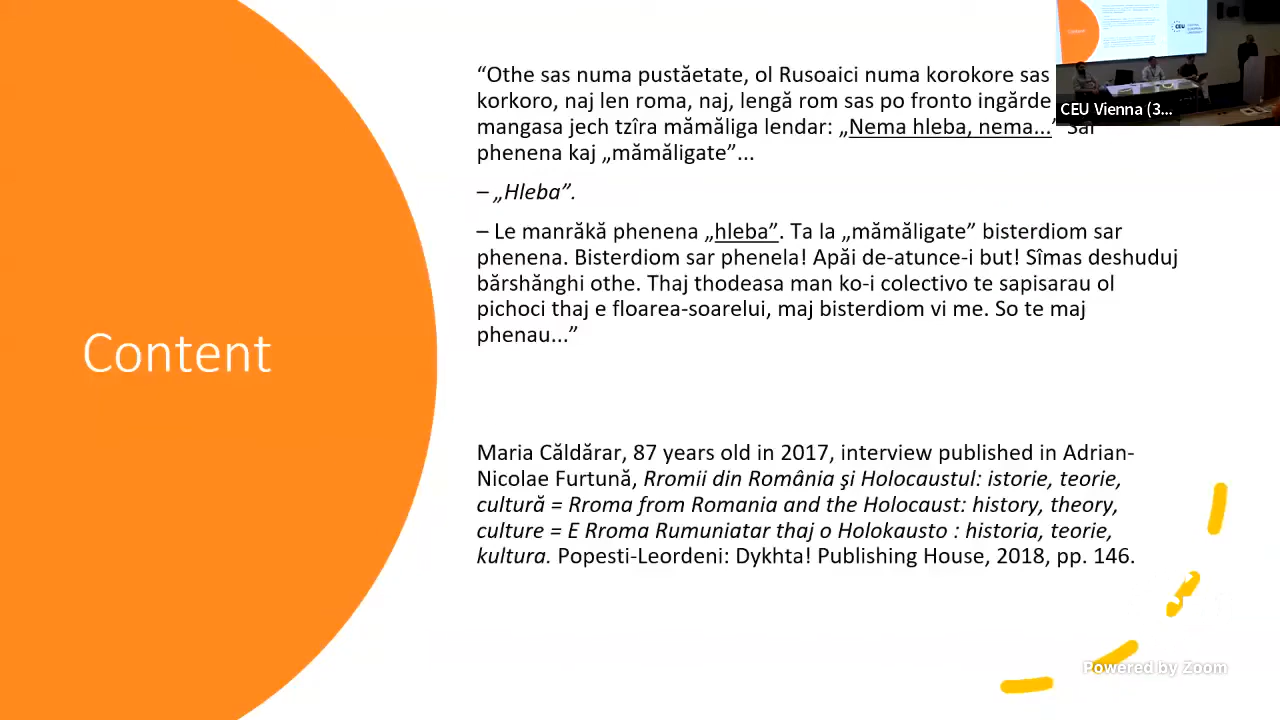 Content
“Othe sas numa pustăetate, ol Rusoaici numa korokore sas
korkoro, naj len roma, naj, lengă rom sas po fronto ingărde
mangasa jech tzîra mămăliga lendar: „Nema hleba, nema...”
phenena kaj „mămăligate”...
– „Hleba”.
– Le manrăkă phenena „hleba”. Ta la „mămăligate” bisterdiom sar
phenena. Bisterdiom sar phenela! Apăi de-atunce-i but! Sîmas deshuduj
bărshănghi othe. Thaj thodeasa man ko-i colectivo te sapisarau ol
pichoci thaj e floarea-soarelui, maj bisterdiom vi me. So te maj
phenau...”
Maria Căldărar, 87 years old in 2017, interview published in Adrian-
Nicolae Furtună, Rromii din România şi Holocaustul: istorie, teorie,
cultură = Rroma from Romania and the Holocaust: history, theory,
culture = E Rroma Rumuniatar thaj o Holokausto : historia, teorie,
kultura. Popesti-Leordeni: Dykhta! Publishing House, 2018, pp. 146.
CEU
CEU Vienna (3...
Powered by Zoom